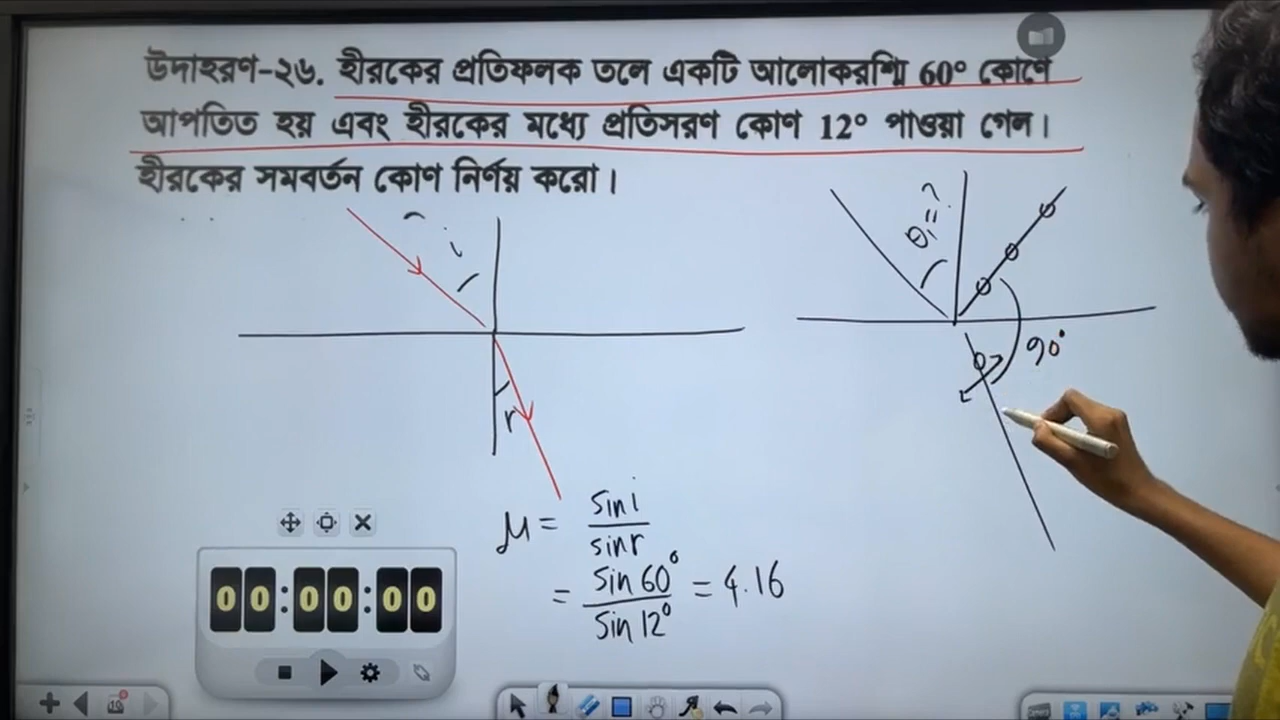 উদাহরণ-২৬. হীরকের প্রতিফলক তলে একটি আলোকরশ্মি 60° কোণে
আপতিত হয় এবং হীরকের মধ্যে প্রতিসরণ কোণ 12° পাওয়া গেল।
হীরকের সমবর্তন কোণ নির্ণয় করো।
i
r
θ₁ = ?
90°
μ = sin i / sin r
= sin 60° / sin 12° = 4.16
00:00:00